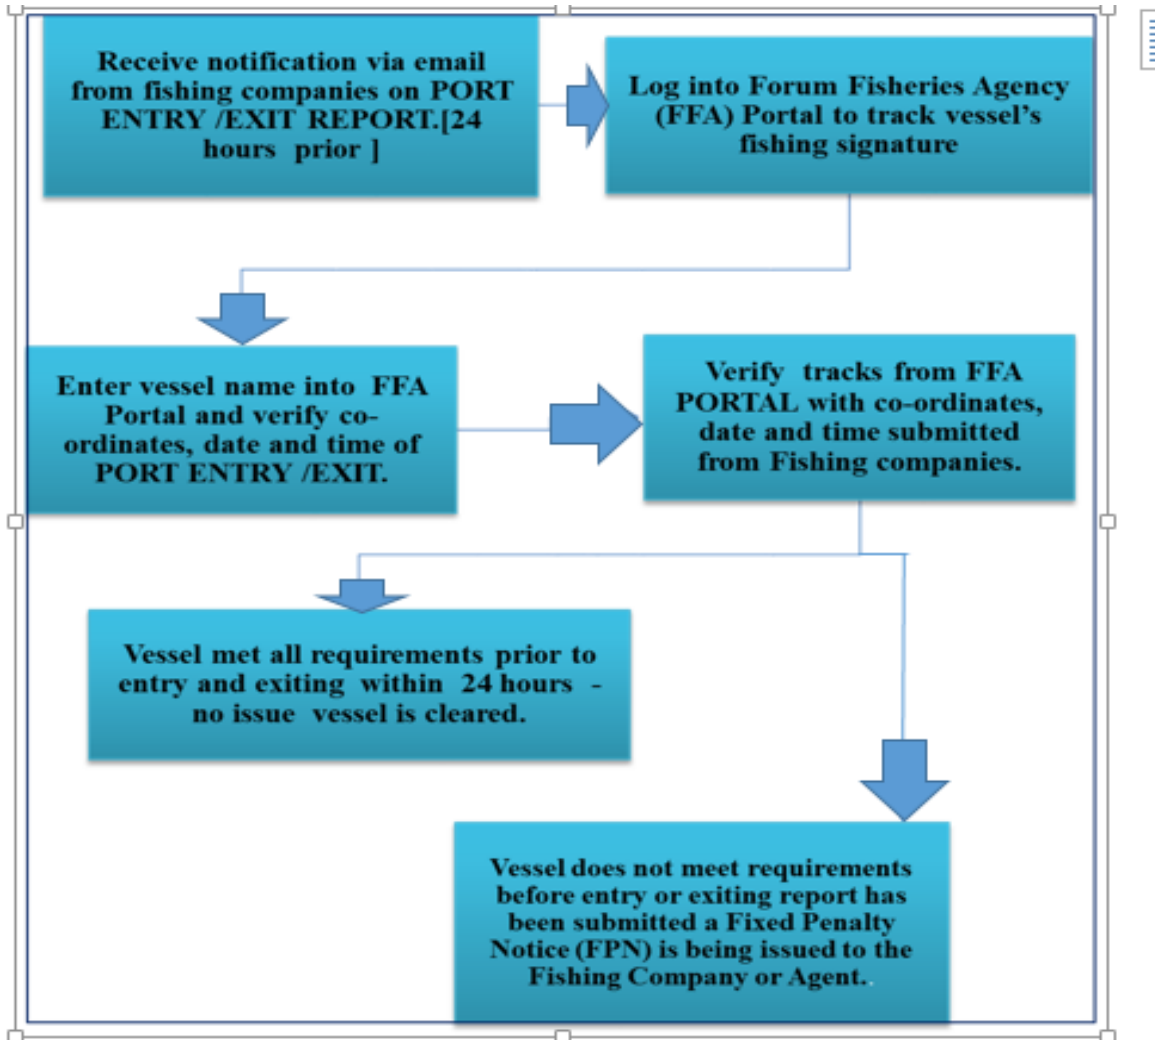 Receive notification via email
from fishing companies on PORT
ENTRY /EXIT REPORT.[24
hours prior ]
Log into Forum Fisheries Agency
(FFA) Portal to track vessel’s
fishing signature
Enter vessel name into FFA
Portal and verify co-
ordinates, date and time of
PORT ENTRY /EXIT.
Verify tracks from FFA
PORTAL with co-ordinates,
date and time submitted
from Fishing companies.
Vessel met all requirements prior to
entry and exiting within 24 hours -
no issue vessel is cleared.
Vessel does not meet requirements
before entry or exiting report has
been submitted a Fixed Penalty
Notice (FPN) is being issued to the
Fishing Company or Agent..